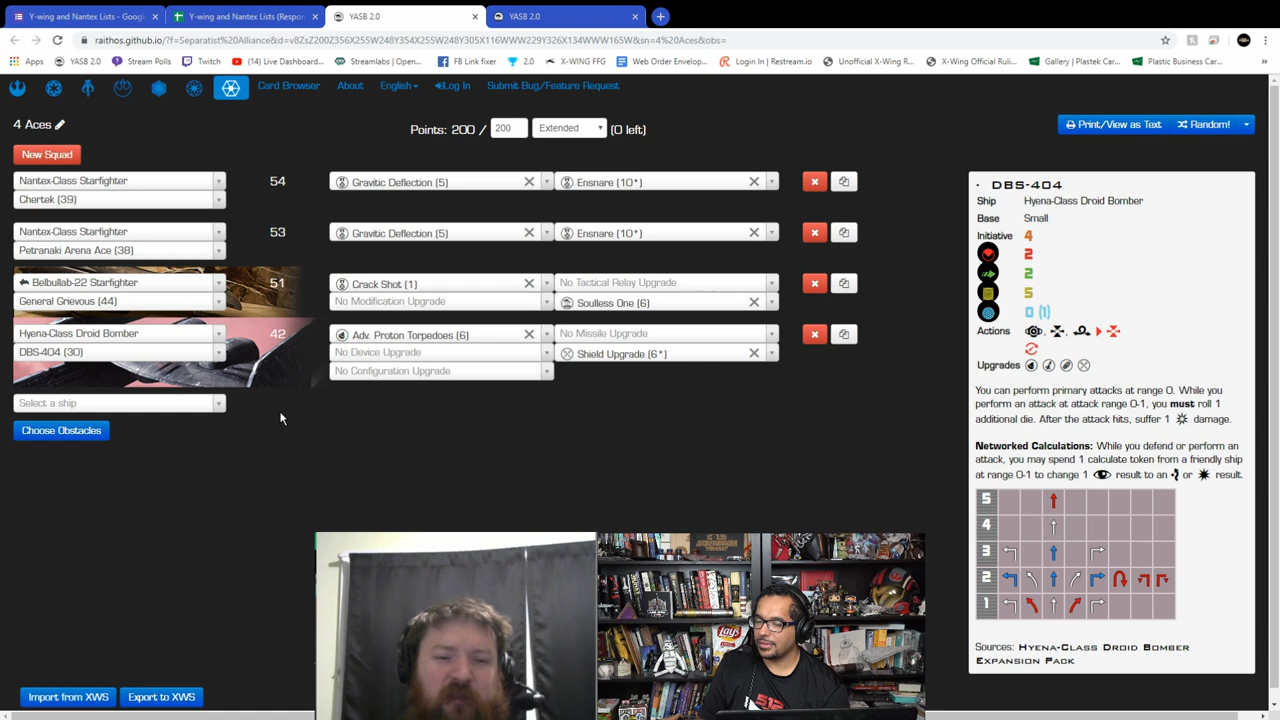 Y-wing and Nantex Lists - Googl
Y-wing and Nantex Lists (Respon
YASB 2.0
YASB 2.0
raithos.github.io/?f=Separatist%20Alliance&d=v8ZsZ200Z356X255W248Y354X255W248Y305X116WWW229Y326X134WWW165W&sn=4%20Aces&obs=
Apps
YASB 2.0
Stream Polls
Twitch
(14) Live Dashboard...
Streamlabs | Open...
FB Link fixer
2.0
X-WING FFG
Web Order Envelop...
Log In | Restream.io
Unofficial X-Wing R...
X-Wing Official Ruli...
Gallery | Plastek Car...
Plastic Business Car...
Card Browser
About
English
Log In
Submit Bug/Feature Request
4 Aces
Points: 200 / 200 Extended (0 left)
Print/View as Text
Random!
New Squad
Nantex-Class Starfighter
54
Gravitic Deflection (5)
Ensnare (10*)
Chertek (39)
Nantex-Class Starfighter
53
Gravitic Deflection (5)
Ensnare (10*)
Petranaki Arena Ace (38)
Belbullab-22 Starfighter
51
Crack Shot (1)
No Tactical Relay Upgrade
General Grievous (44)
No Modification Upgrade
Soulless One (6)
Hyena-Class Droid Bomber
42
Adv. Proton Torpedoes (6)
No Missile Upgrade
DBS-404 (30)
No Device Upgrade
Shield Upgrade (6*)
No Configuration Upgrade
Select a ship
Choose Obstacles
DBS-404
Ship Hyena-Class Droid Bomber
Base Small
Initiative 4
2
2
5
0 (1)
Actions
Upgrades
You can perform primary attacks at range 0. While you
perform an attack at attack range 0-1, you must roll 1
additional die. After the attack hits, suffer 1 damage.
Networked Calculations: While you defend or perform an
attack, you may spend 1 calculate token from a friendly ship
at range 0-1 to change 1 result to an or result.
5
4
3
2
1
Sources: Hyena-Class Droid Bomber
Expansion Pack
Import from XWS
Export to XWS
Lay's